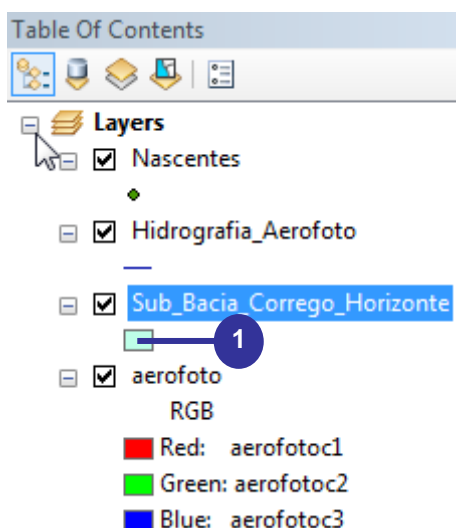 Table Of Contents
Layers
Nascentes
Hidrografia_Aerofoto
Sub_Bacia_Corrego_Horizonte
1
aerofoto
RGB
Red: aerofotoc1
Green: aerofotoc2
Blue: aerofotoc3